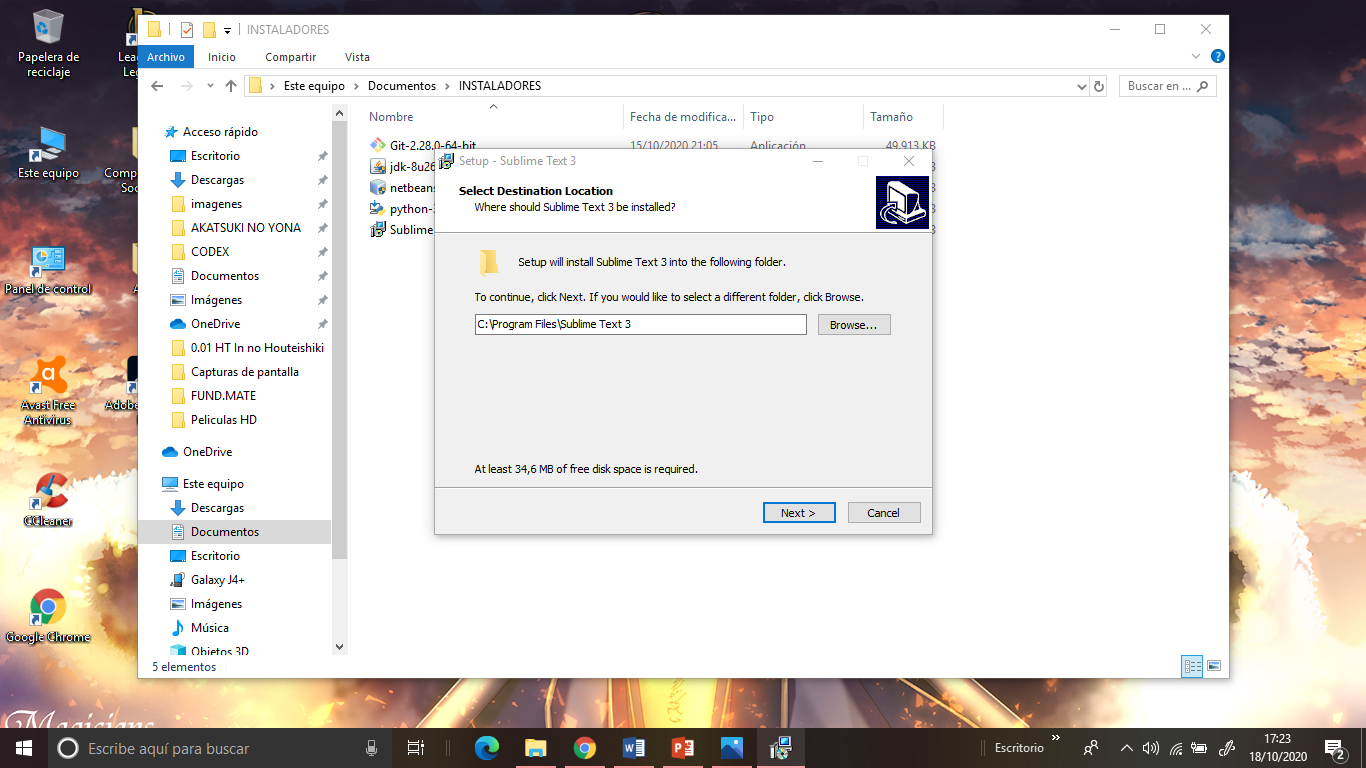 Papelera de
reciclaje
Este equipo
Panel de control
Avast Free
Antivirus
CCleaner
Google Chrome
INSTALADORES
Archivo Inicio Compartir Vista
Este equipo > Documentos > INSTALADORES
Buscar en ...
Acceso rápido
Escritorio
Descargas
imagenes
AKATSUKI NO YONA
CODEX
Documentos
Imágenes
OneDrive
0.01 HT In no Houteishiki
Capturas de pantalla
FUND.MATE
Peliculas HD
OneDrive
Este equipo
Descargas
Documentos
Escritorio
Galaxy J4+
Imágenes
Música
Objetos 3D
5 elementos
Nombre Fecha de modifica... Tipo Tamaño
Git-2.28.0-64-bit 15/10/2020 21:05 Aplicación 49.913 KB
jdk-8u26
netbeans
python-
Sublime
Setup - Sublime Text 3
Select Destination Location
Where should Sublime Text 3 be installed?
Setup will install Sublime Text 3 into the following folder.
To continue, click Next. If you would like to select a different folder, click Browse.
C:\Program Files\Sublime Text 3
Browse...
At least 34,6 MB of free disk space is required.
Next > Cancel
Magicians
Escribe aquí para buscar
Escritorio
17:23
18/10/2020
2